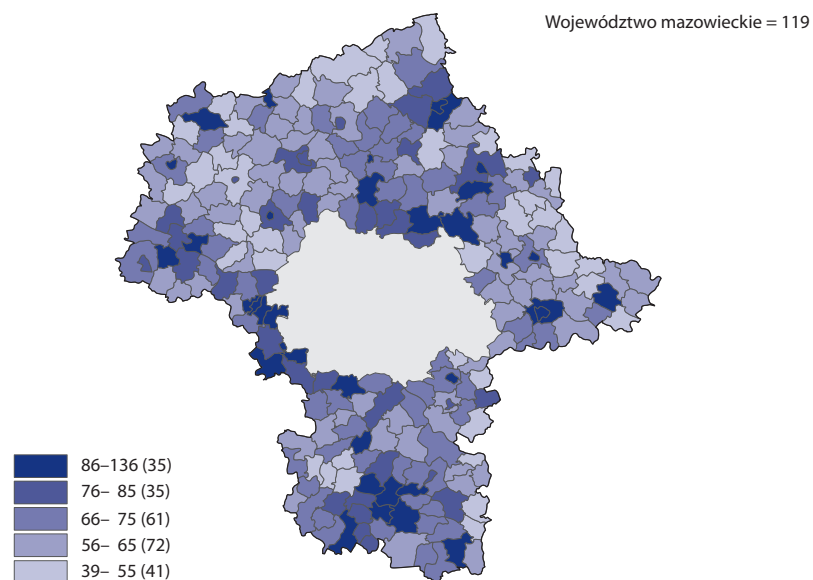 Województwo mazowieckie = 119
86–136 (35)
76– 85 (35)
66– 75 (61)
56– 65 (72)
39– 55 (41)